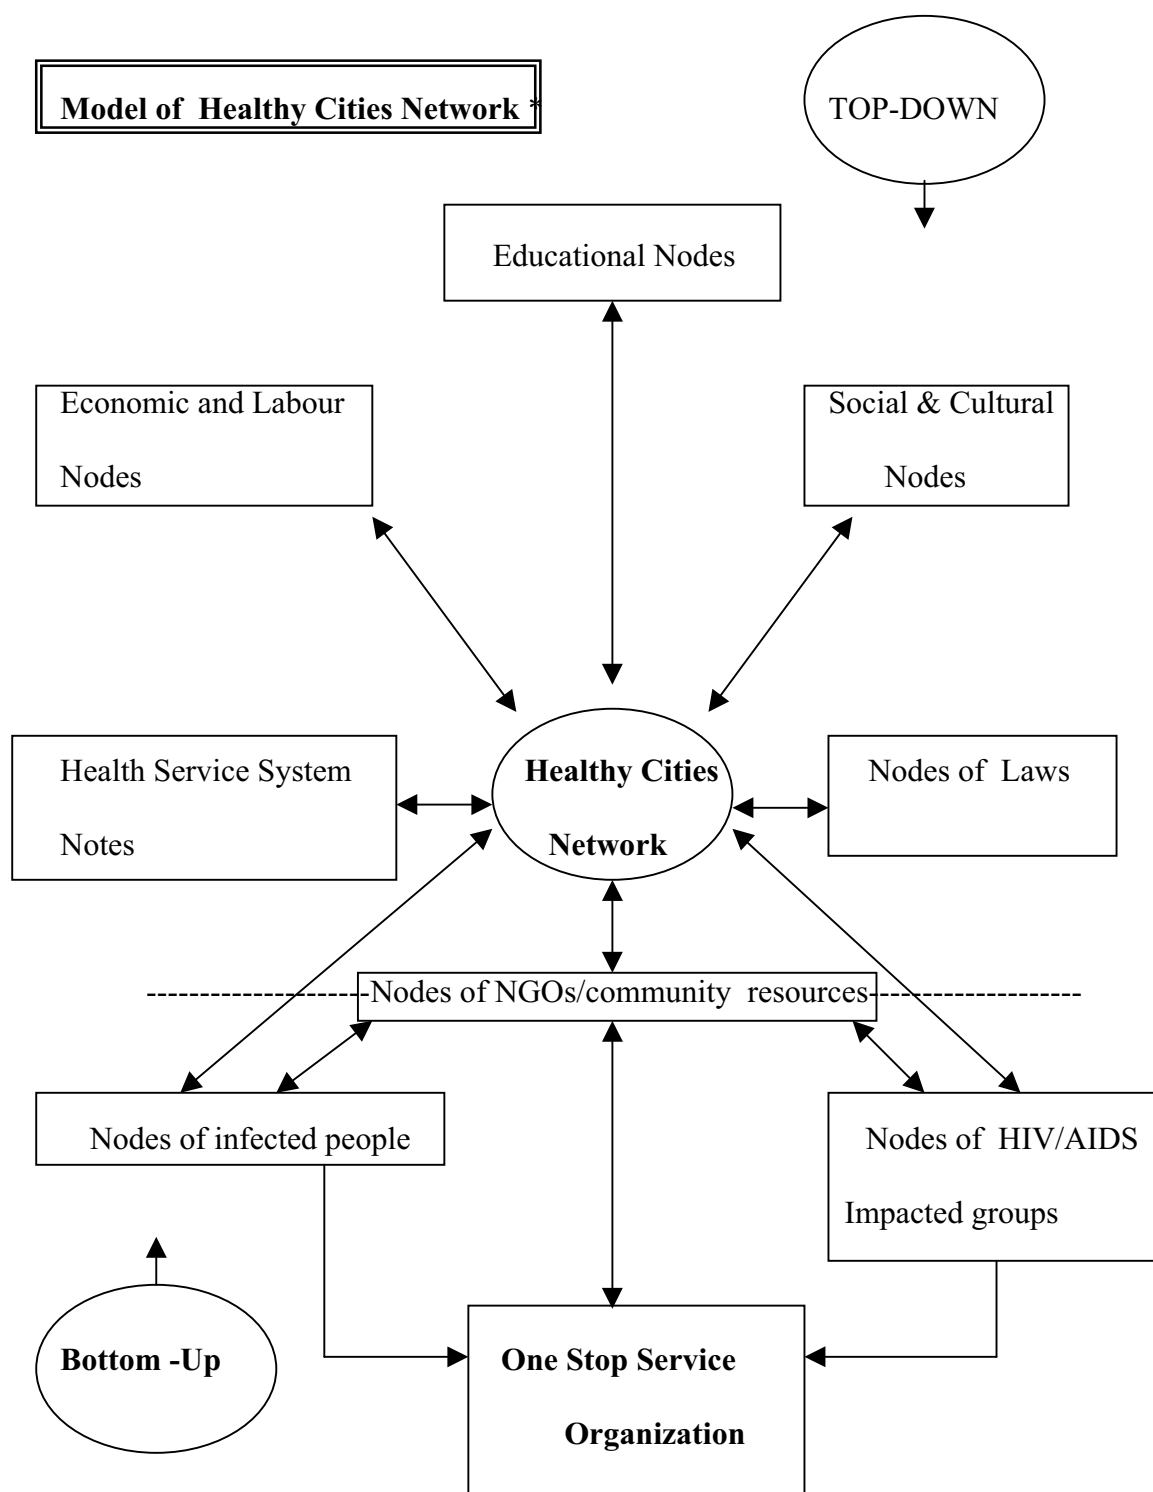 Model of  Healthy Cities Network *
TOP-DOWN
Educational Nodes
Economic and Labour
Nodes
Social & Cultural
Nodes
Health Service System
Notes
Healthy Cities
Network
Nodes of  Laws
Nodes of NGOs/community  resources
Nodes of infected people
Nodes of  HIV/AIDS
Impacted groups
Bottom -Up
One Stop Service
Organization